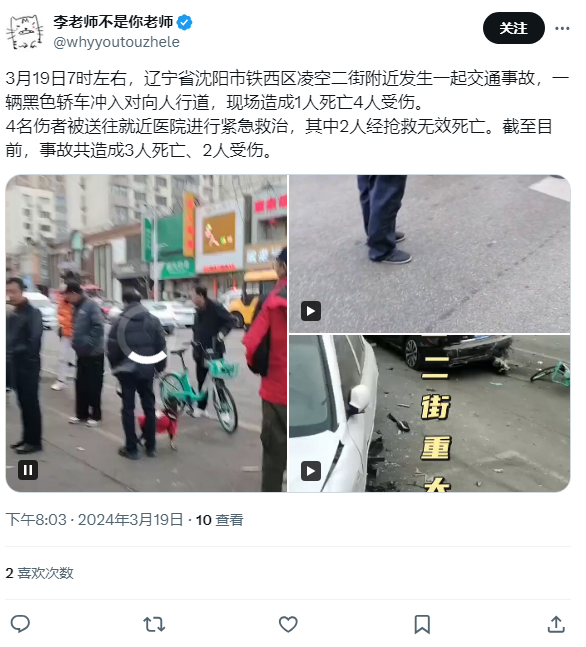 李老师不是你老师
@whyyoutouzhele
关注
3月19日7时左右，辽宁省沈阳市铁西区凌空二街附近发生一起交通事故，一
辆黑色轿车冲入对向人行道，现场造成1人死亡4人受伤。
4名伤者被送往就近医院进行紧急救治，其中2人经抢救无效死亡。截至目
前，事故共造成3人死亡、2人受伤。
二
街
重
大
下午8:03 · 2024年3月19日 · 10 查看
2 喜欢次数